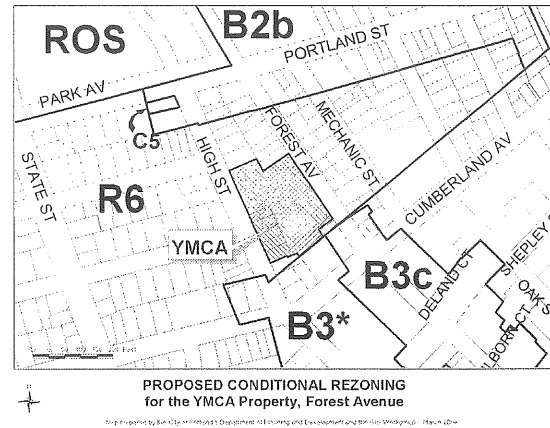 ROS
B2b
PORTLAND ST
PARK AV
C5
FOREST AV
MECHANIC ST
CUMBERLAND AV
STATE ST
HIGH ST
R6
YMCA
B3c
DELAND CT
SHEPLEY
OAK S
B3*
PROPOSED CONDITIONAL REZONING
for the YMCA Property, Forest Avenue